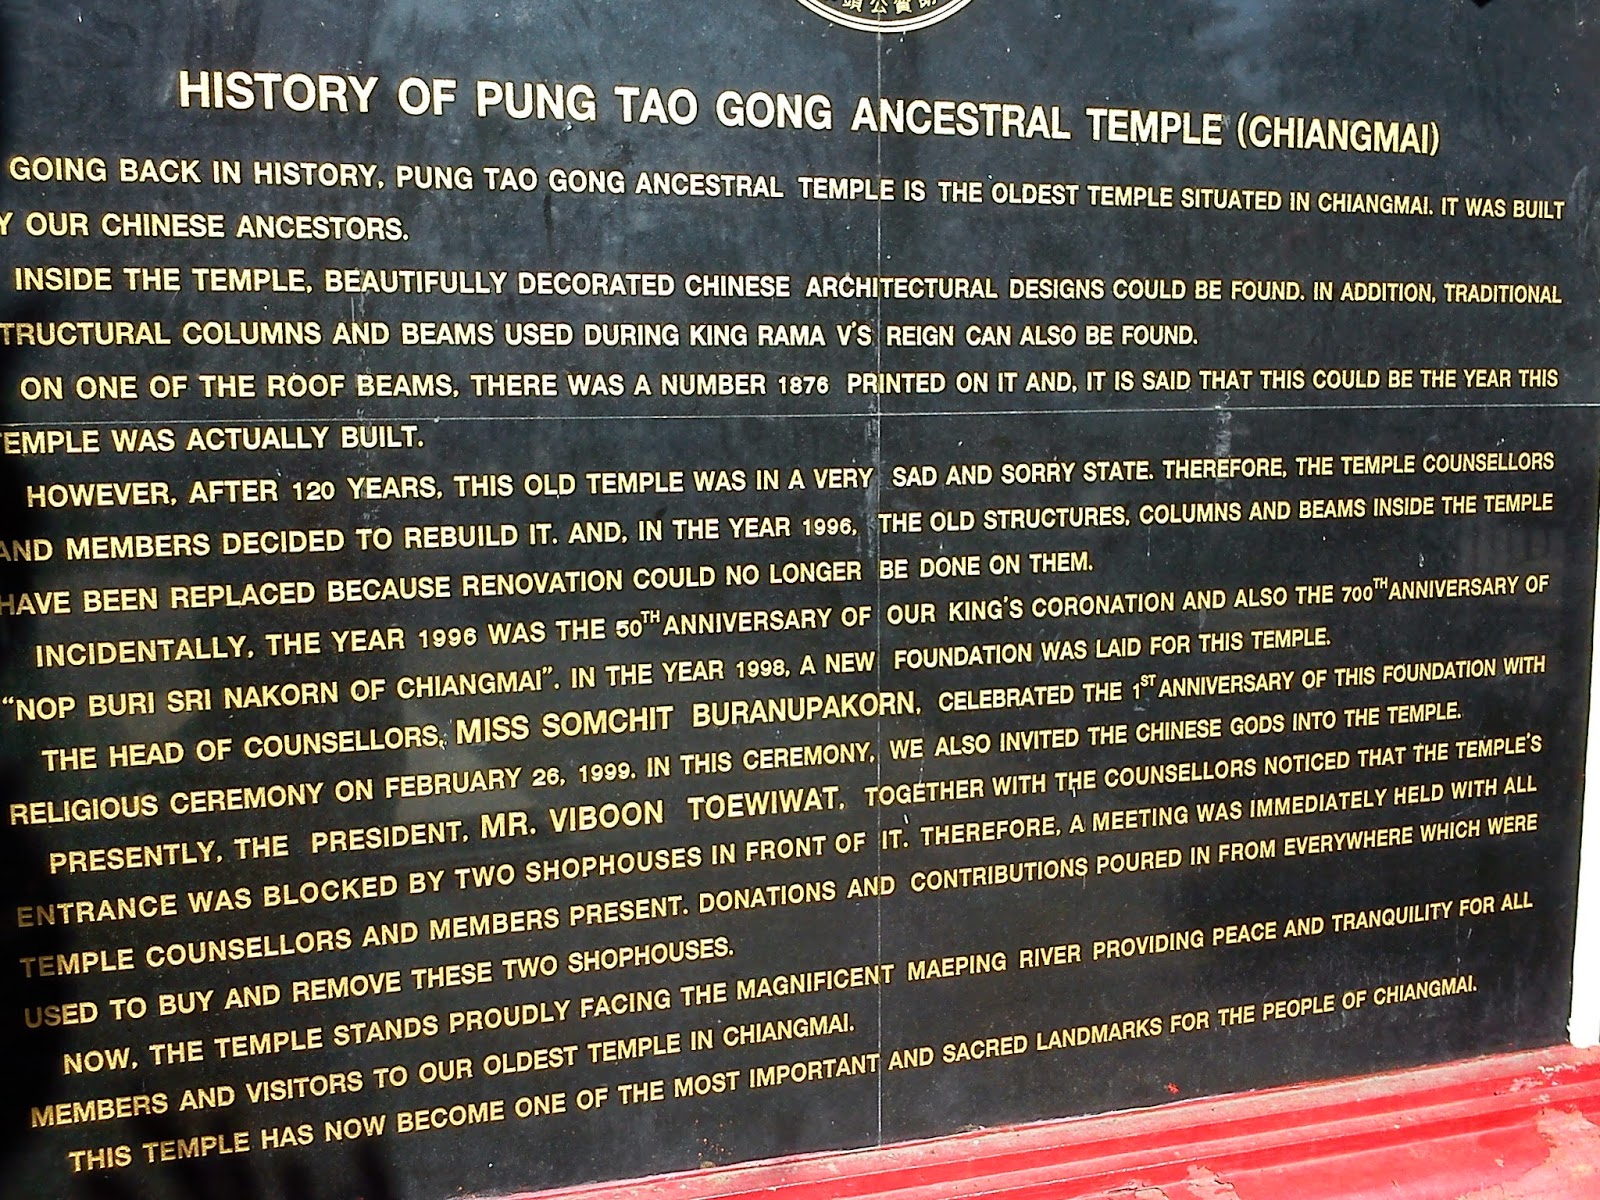 頭公賓
HISTORY OF PUNG TAO GONG ANCESTRAL TEMPLE (CHIANGMAI)
GOING BACK IN HISTORY, PUNG TAO GONG ANCESTRAL TEMPLE IS THE OLDEST TEMPLE SITUATED IN CHIANGMAI. IT WAS BUILT
Y OUR CHINESE ANCESTORS.
INSIDE THE TEMPLE, BEAUTIFULLY DECORATED CHINESE ARCHITECTURAL DESIGNS COULD BE FOUND. IN ADDITION, TRADITIONAL
TRUCTURAL COLUMNS AND BEAMS USED DURING KING RAMA V'S REIGN CAN ALSO BE FOUND.
ON ONE OF THE ROOF BEAMS, THERE WAS A NUMBER 1876 PRINTED ON IT AND, IT IS SAID THAT THIS COULD BE THE YEAR THIS
TEMPLE WAS ACTUALLY BUILT.
HOWEVER, AFTER 120 YEARS, THIS OLD TEMPLE WAS IN A VERY SAD AND SORRY STATE. THEREFORE, THE TEMPLE COUNSELLORS
AND MEMBERS DECIDED TO REBUILD IT. AND, IN THE YEAR 1996, THE OLD STRUCTURES, COLUMNS AND BEAMS INSIDE THE TEMPLE
HAVE BEEN REPLACED BECAUSE RENOVATION COULD NO LONGER BE DONE ON THEM.
INCIDENTALLY, THE YEAR 1996 WAS THE 50TH ANNIVERSARY OF OUR KING'S CORONATION AND ALSO THE 700TH ANNIVERSARY OF
"NOP BURI SRI NAKORN OF CHIANGMAI". IN THE YEAR 1998, A NEW FOUNDATION WAS LAID FOR THIS TEMPLE.
THE HEAD OF COUNSELLORS, MISS SOMCHIT BURANUPAKORN, CELEBRATED THE 1ST ANNIVERSARY OF THIS FOUNDATION WITH
RELIGIOUS CEREMONY ON FEBRUARY 26, 1999. IN THIS CEREMONY, WE ALSO INVITED THE CHINESE GODS INTO THE TEMPLE.
PRESENTLY, THE PRESIDENT, MR. VIBOON TOEWIWAT, TOGETHER WITH THE COUNSELLORS NOTICED THAT THE TEMPLE'S
ENTRANCE WAS BLOCKED BY TWO SHOPHOUSES IN FRONT OF IT. THEREFORE, A MEETING WAS IMMEDIATELY HELD WITH ALL
TEMPLE COUNSELLORS AND MEMBERS PRESENT. DONATIONS AND CONTRIBUTIONS POURED IN FROM EVERYWHERE WHICH WERE
USED TO BUY AND REMOVE THESE TWO SHOPHOUSES.
NOW, THE TEMPLE STANDS PROUDLY FACING THE MAGNIFICENT MAEPING RIVER PROVIDING PEACE AND TRANQUILITY FOR ALL
MEMBERS AND VISITORS TO OUR OLDEST TEMPLE IN CHIANGMAI.
THIS TEMPLE HAS NOW BECOME ONE OF THE MOST IMPORTANT AND SACRED LANDMARKS FOR THE PEOPLE OF CHIANGMAI.